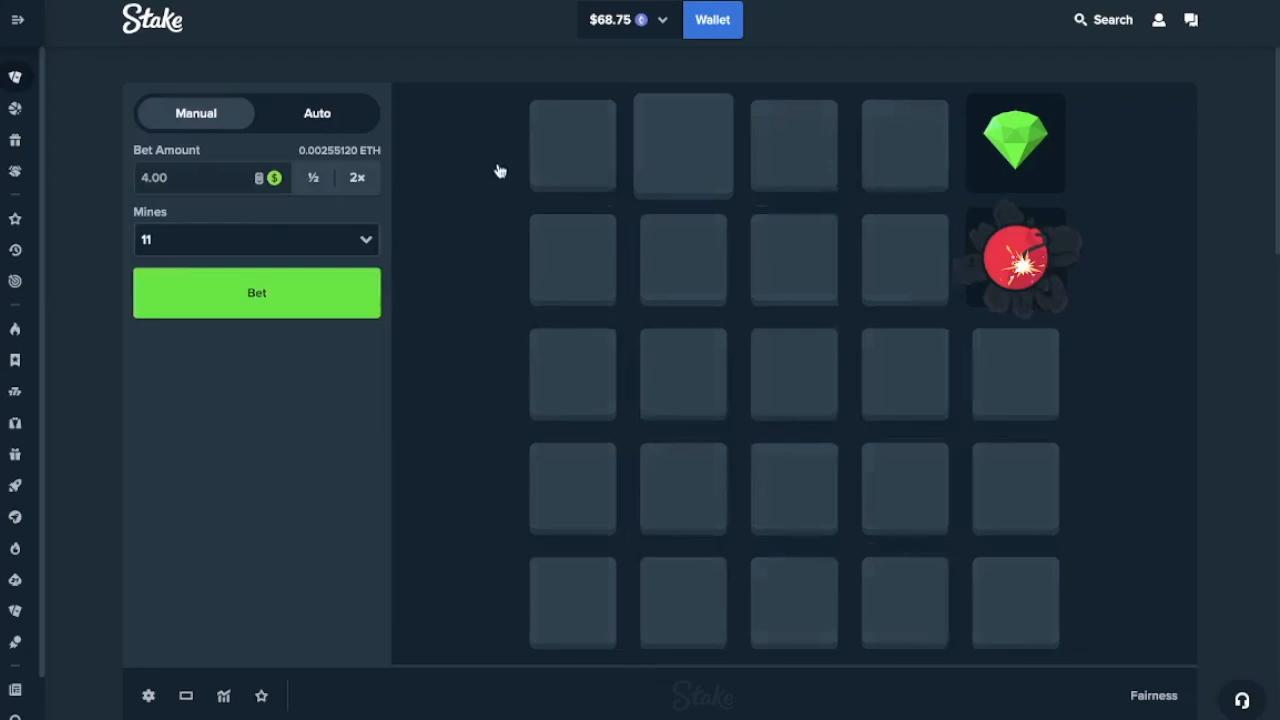 Stake
$68.75
Wallet
Search
Manual
Auto
Bet Amount
0.00255120 ETH
4.00
½
2×
Mines
11
Bet
Stake
Fairness